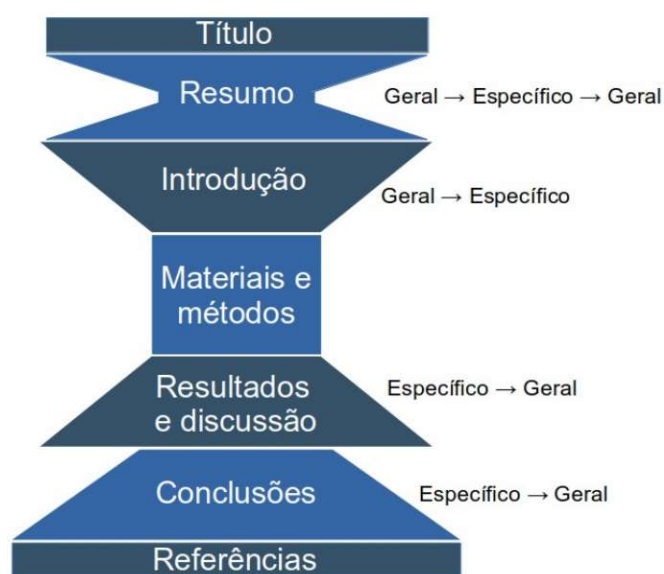 Título
Resumo
Geral → Específico → Geral
Introdução
Geral → Específico
Materiais e
métodos
Resultados
e discussão
Específico → Geral
Conclusões
Específico → Geral
Referências